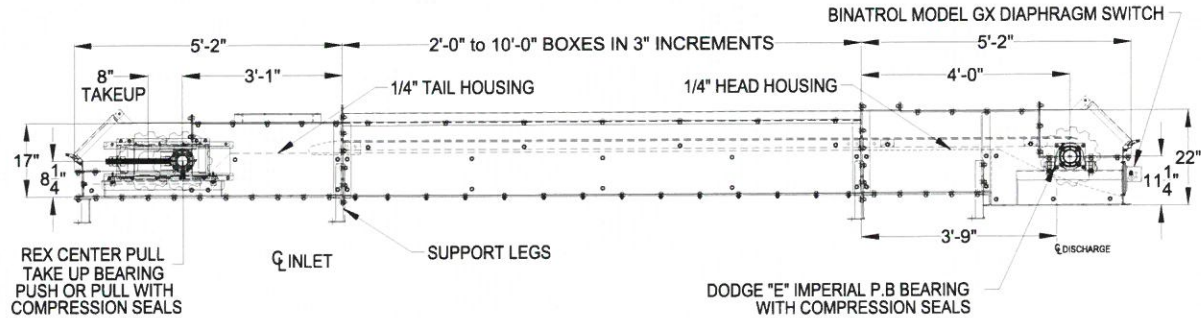 BINATROL MODEL GX DIAPHRAGM SWITCH
5'-2"
2'-0" to 10'-0" BOXES IN 3" INCREMENTS
5'-2"
8"
TAKEUP
3'-1"
4'-0"
1/4" TAIL HOUSING
1/4" HEAD HOUSING
17"
8 1/4"
22"
11 1/4"
3'-9"
REX CENTER PULL
TAKE UP BEARING
PUSH OR PULL WITH
COMPRESSION SEALS
℄ INLET
SUPPORT LEGS
℄ DISCHARGE
DODGE "E" IMPERIAL P.B BEARING
WITH COMPRESSION SEALS